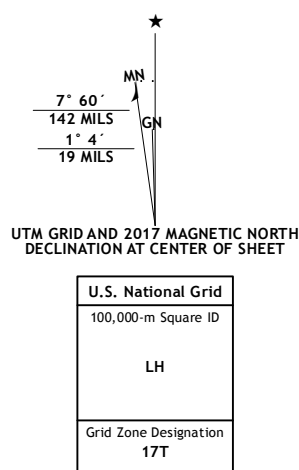 MN
7° 60´
142 MILS
GN
1° 4´
19 MILS
UTM GRID AND 2017 MAGNETIC NORTH
DECLINATION AT CENTER OF SHEET
U.S. National Grid
100,000-m Square ID
LH
Grid Zone Designation
17T